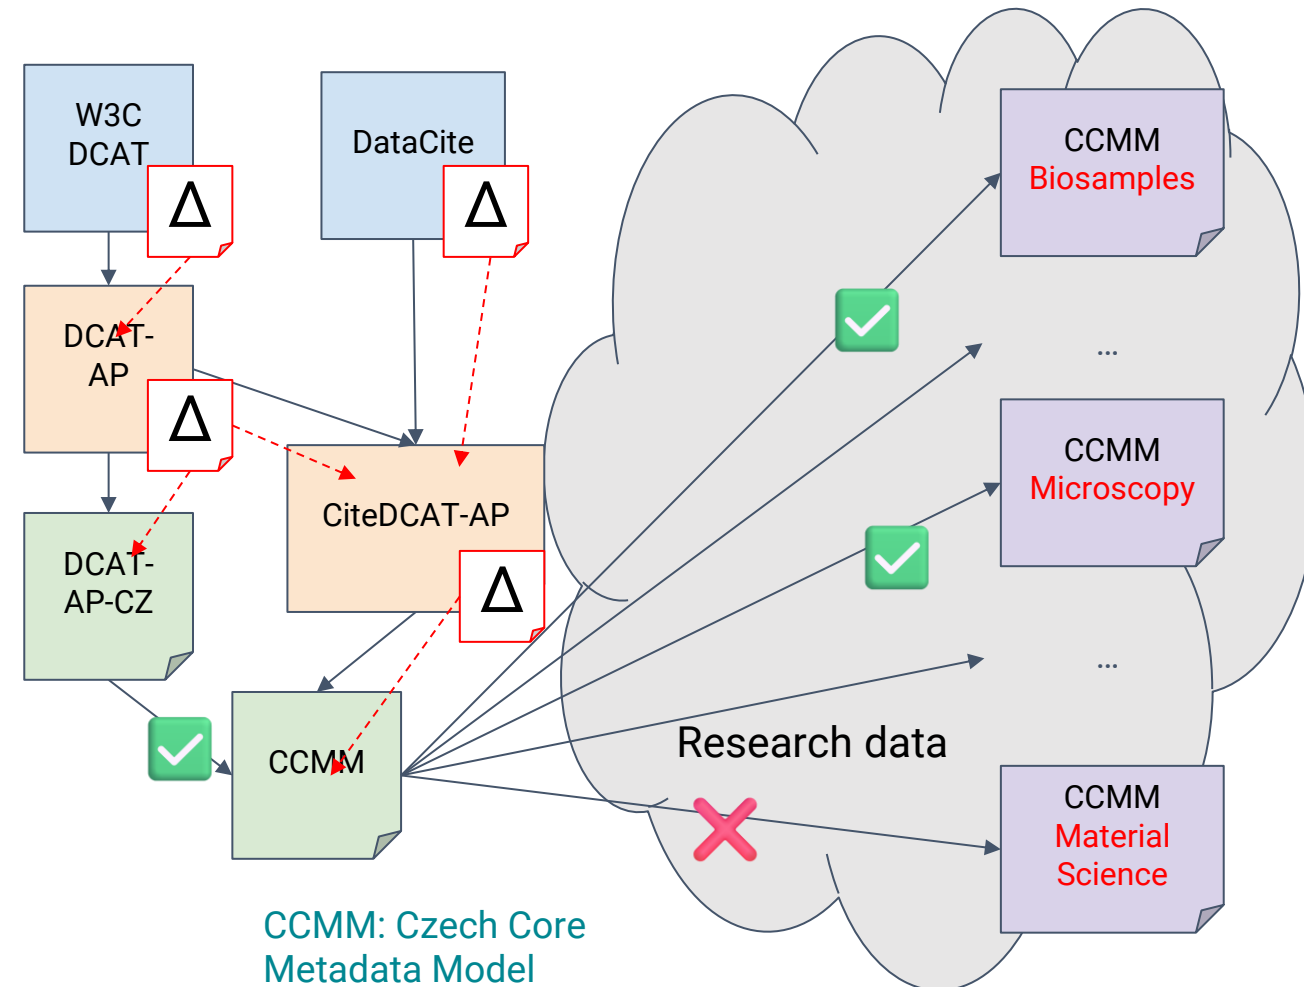 W3C
DCAT
Δ
DataCite
Δ
DCAT-
AP
Δ
CiteDCAT-AP
Δ
DCAT-
AP-CZ
CCMM
CCMM: Czech Core
Metadata Model
Research data
CCMM
Biosamples
...
CCMM
Microscopy
...
CCMM
Material
Science